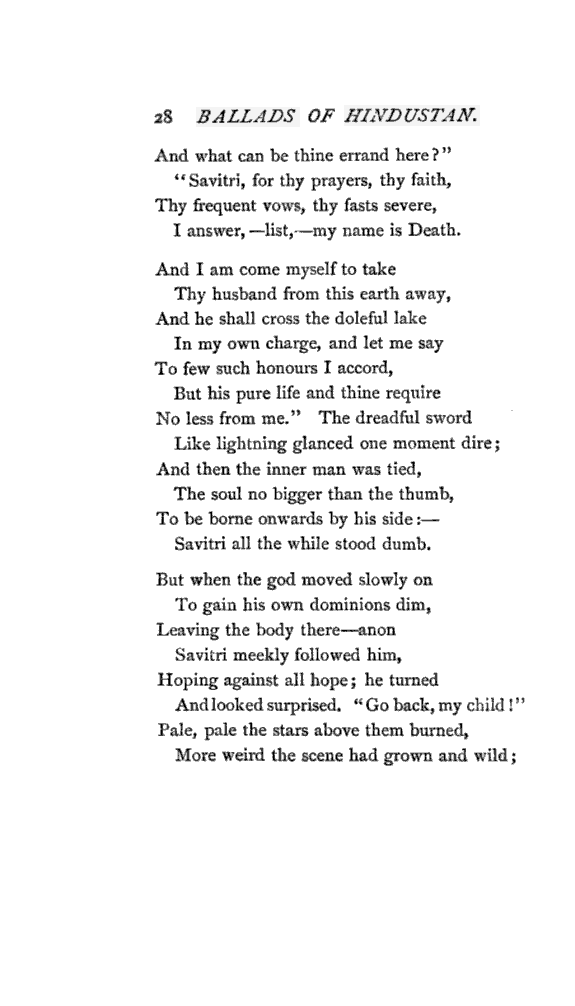 28 BALLADS OF HINDUSTAN.
And what can be thine errand here?"
"Savitri, for thy prayers, thy faith,
Thy frequent vows, thy fasts severe,
I answer,—list,—my name is Death.
And I am come myself to take
Thy husband from this earth away,
And he shall cross the doleful lake
In my own charge, and let me say
To few such honours I accord,
But his pure life and thine require
No less from me." The dreadful sword
Like lightning glanced one moment dire;
And then the inner man was tied,
The soul no bigger than the thumb,
To be borne onwards by his side:—
Savitri all the while stood dumb.
But when the god moved slowly on
To gain his own dominions dim,
Leaving the body there—anon
Savitri meekly followed him,
Hoping against all hope; he turned
And looked surprised. "Go back, my child!"
Pale, pale the stars above them burned,
More weird the scene had grown and wild;